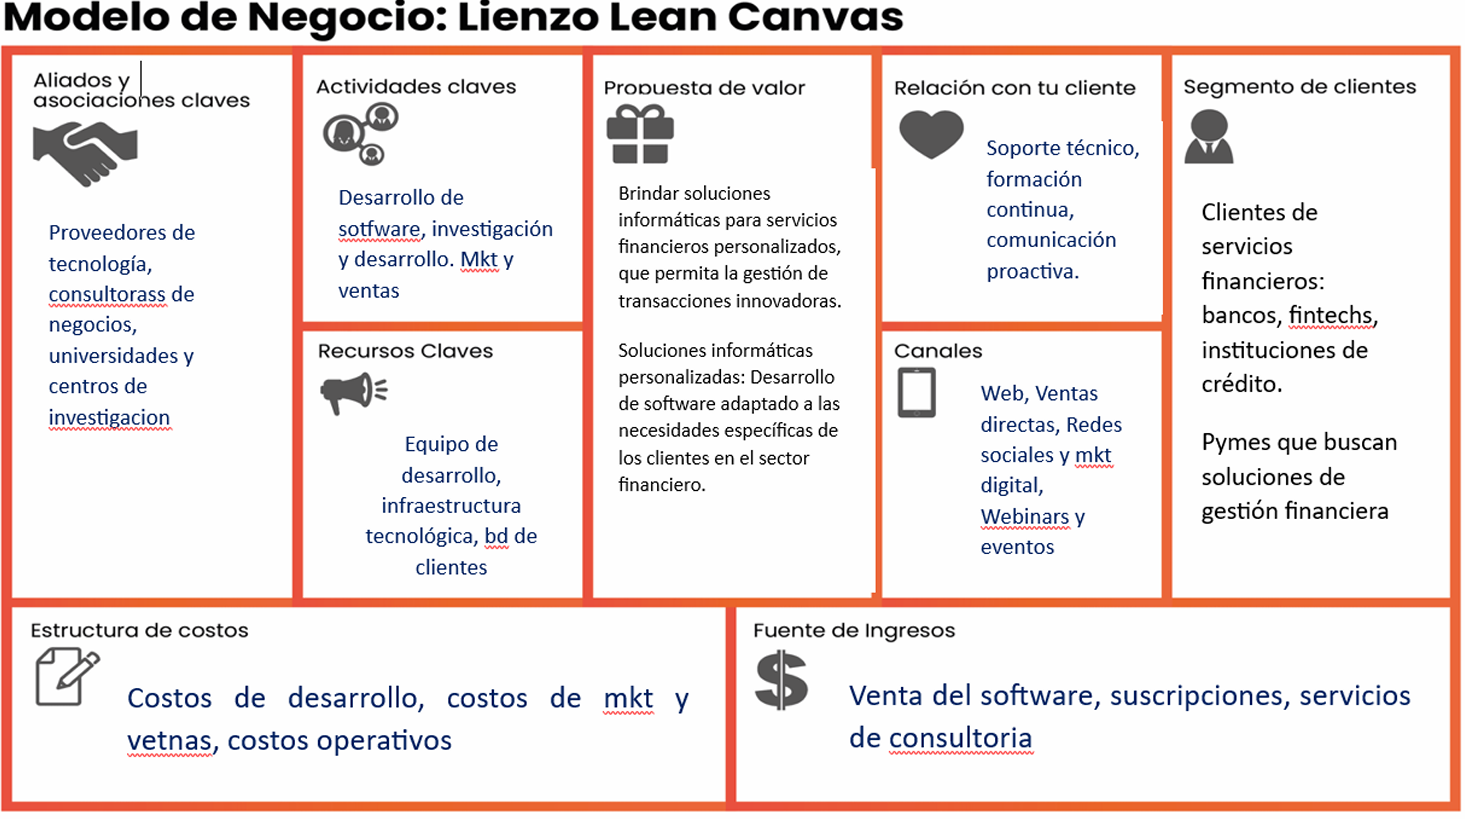 Modelo de Negocio: Lienzo Lean Canvas
Aliados y
asociaciones claves
Proveedores de
tecnología,
consultorass de
negocios,
universidades y
centros de
investigacion
Actividades claves
Desarrollo de
sotfware, investigación
y desarrollo. Mkt y
ventas
Recursos Claves
Equipo de
desarrollo,
infraestructura
tecnológica, bd de
clientes
Propuesta de valor
Brindar soluciones
informáticas para servicios
financieros personalizados,
que permita la gestión de
transacciones innovadoras.
Soluciones informáticas
personalizadas: Desarrollo
de software adaptado a las
necesidades específicas de
los clientes en el sector
financiero.
Relación con tu cliente
Soporte técnico,
formación
continua,
comunicación
proactiva.
Canales
Web, Ventas
directas, Redes
sociales y mkt
digital,
Webinars y
eventos
Segmento de clientes
Clientes de
servicios
financieros:
bancos, fintechs,
instituciones de
crédito.
Pymes que buscan
soluciones de
gestión financiera
Estructura de costos
Costos de desarrollo, costos de mkt y
vetnas, costos operativos
Fuente de Ingresos
Venta del software, suscripciones, servicios
de consultoria